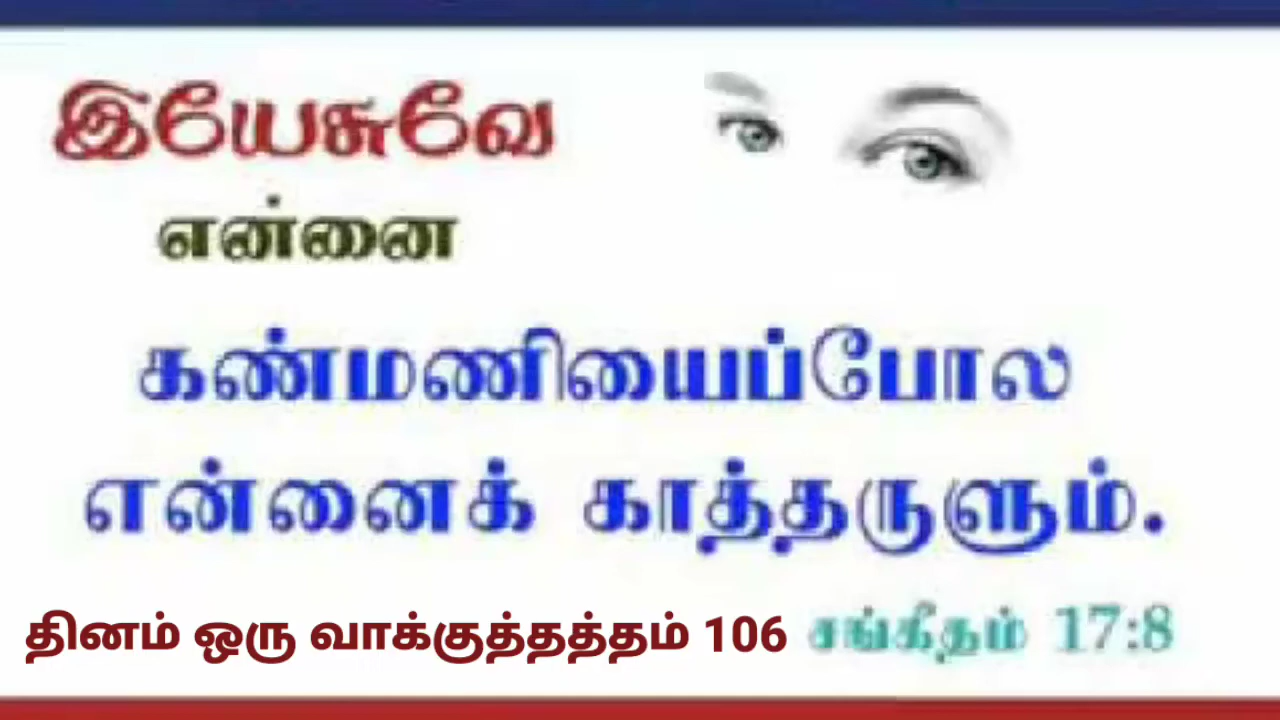 இயேசுவே
என்னை
கண்மணியைப்போல
என்னைக் காத்தருளும்.
தினம் ஒரு வாக்குத்தத்தம் 106 சங்கீதம் 17:8